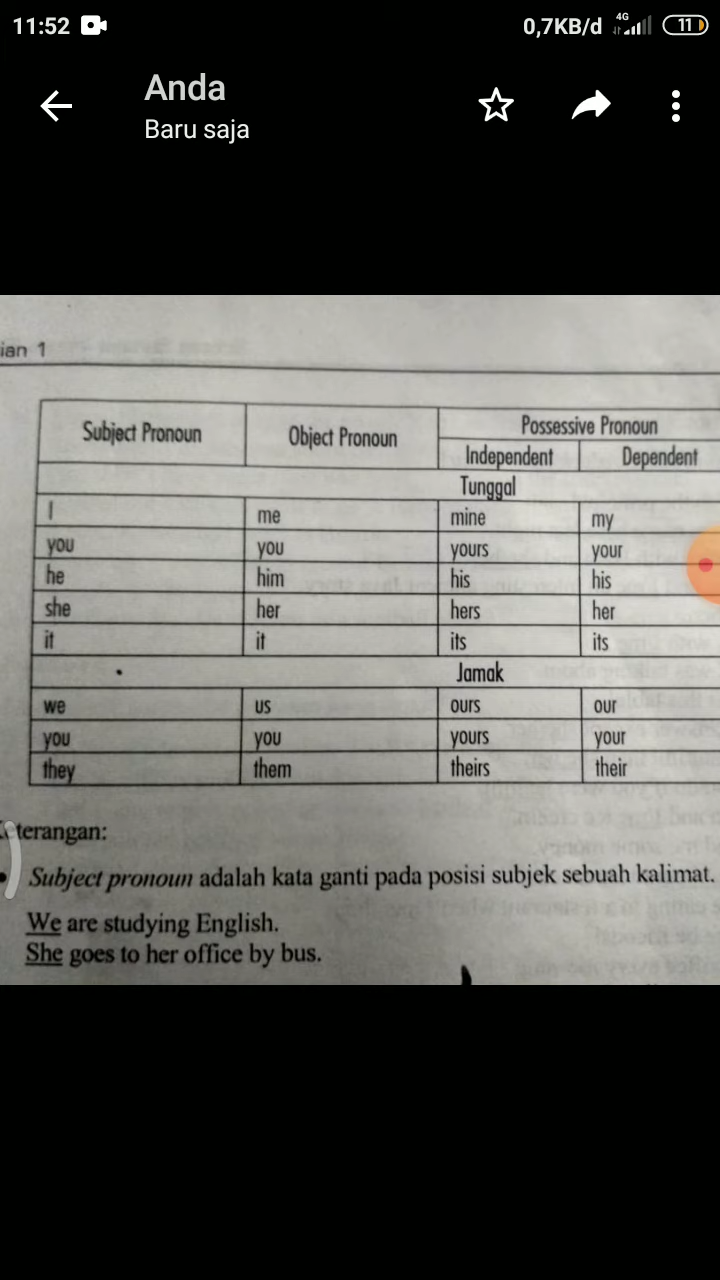 11:52 0,7KB/d 4G 11
Anda
Baru saja
ian 1
Subject Pronoun Object Pronoun Possessive Pronoun
Independent Dependent
Tunggal
I me mine my
you you yours your
he him his his
she her hers her
it it its its
Jamak
we us ours our
you you yours your
they them theirs their
eterangan:
• Subject pronoun adalah kata ganti pada posisi subjek sebuah kalimat.
We are studying English.
She goes to her office by bus.